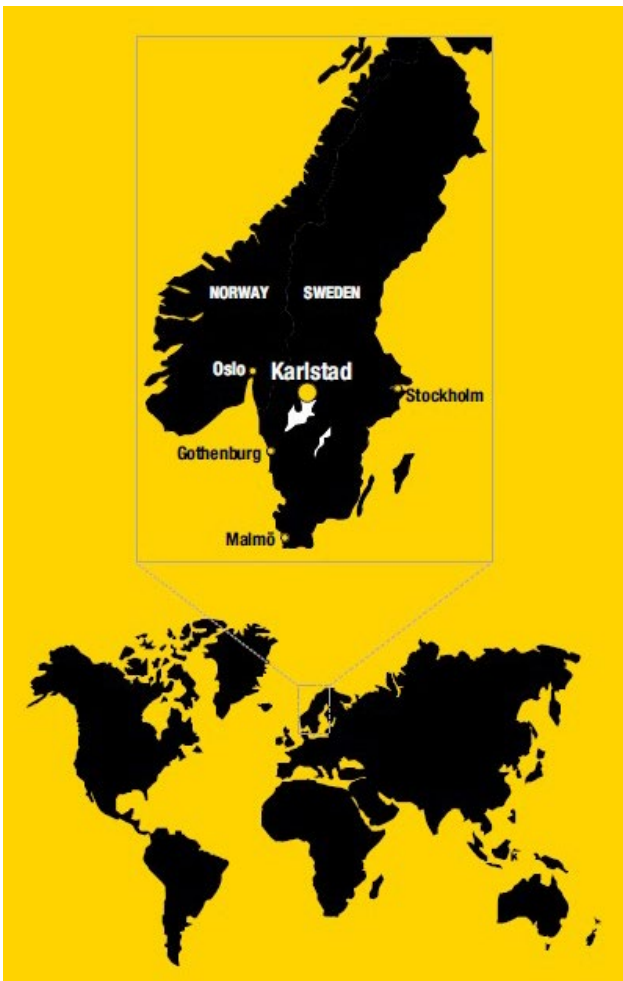 NORWAY SWEDEN
Oslo Karlstad
Stockholm
Gothenburg
Malmö